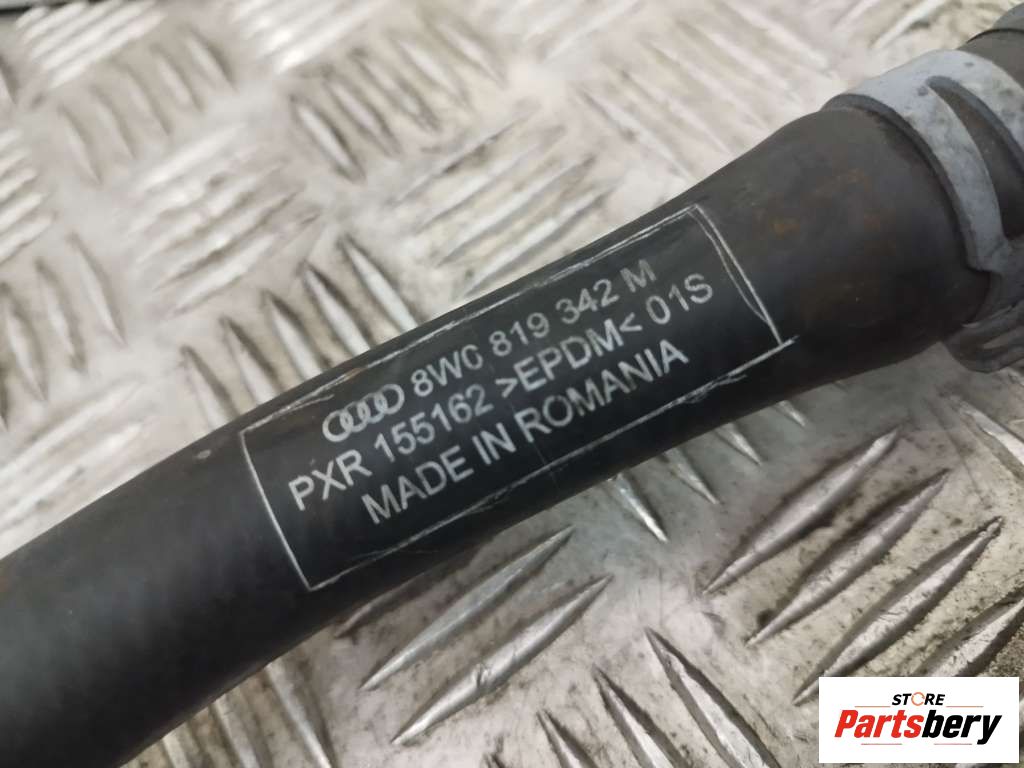 8W0 819 342 M
PXR 155162 >EPDM< 01S
MADE IN ROMANIA
STORE
Partsbery